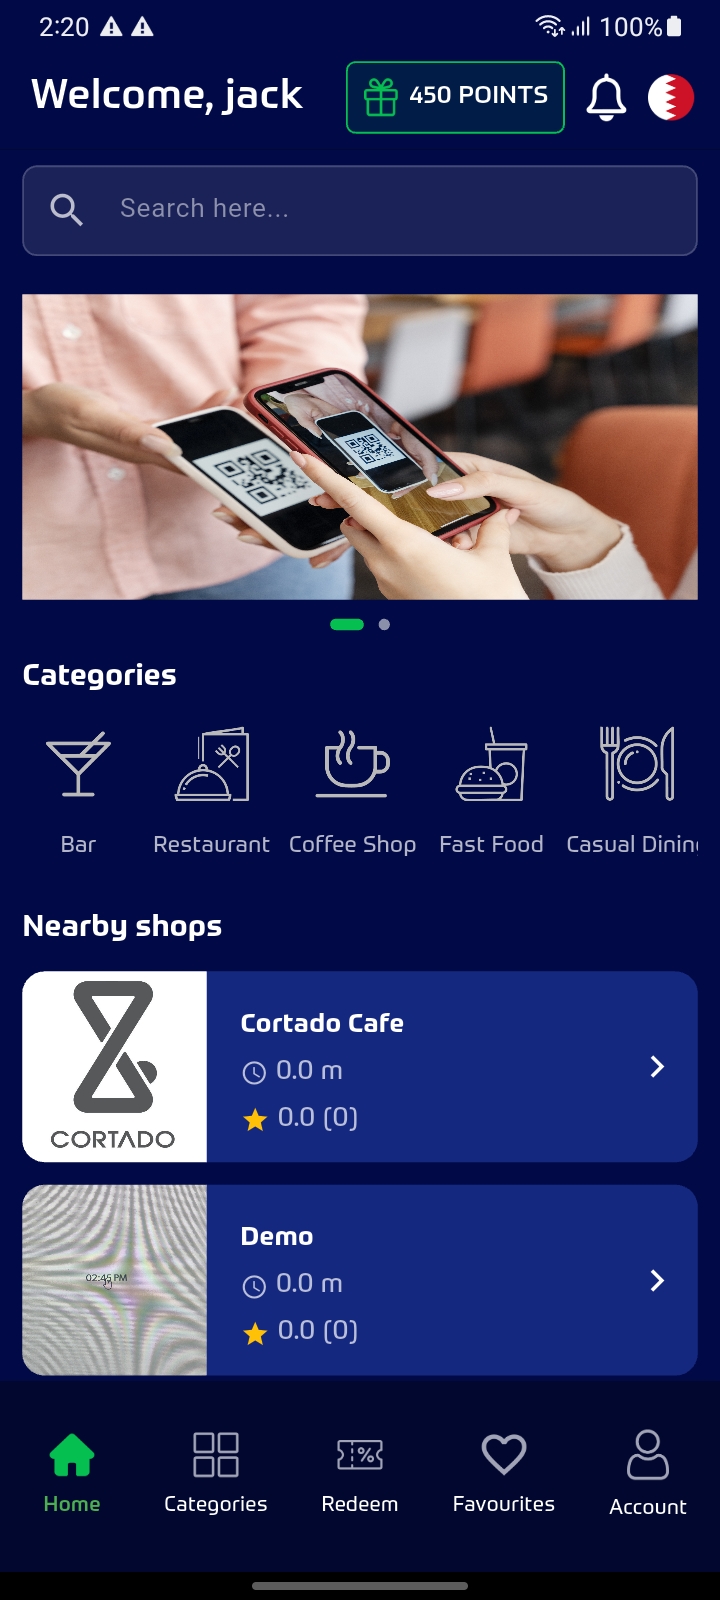 2:20
100%
Welcome, jack
450 POINTS
Search here...
Categories
Bar
Restaurant
Coffee Shop
Fast Food
Casual Dining
Nearby shops
CORTADO
Cortado Cafe
0.0 m
0.0 (0)
02:45 PM
Demo
0.0 m
0.0 (0)
Home
Categories
Redeem
Favourites
Account